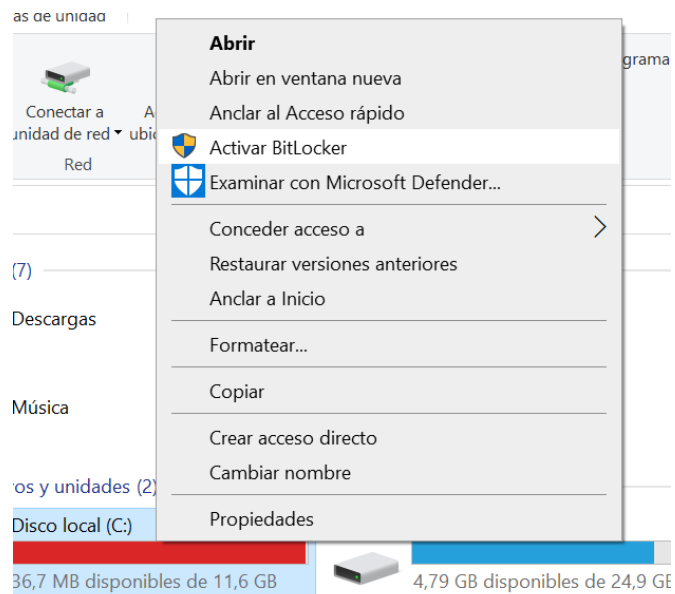 as de unidad
Abrir
grama
Abrir en ventana nueva
Conectar a
unidad de red
Anclar al Acceso rápido
Activar BitLocker
Red
Examinar con Microsoft Defender...
Conceder acceso a
Restaurar versiones anteriores
(7)
Anclar a Inicio
Descargas
Formatear...
Copiar
Música
Crear acceso directo
Cambiar nombre
os y unidades (2)
Propiedades
Disco local (C:)
36,7 MB disponibles de 11,6 GB
4,79 GB disponibles de 24,9 GB